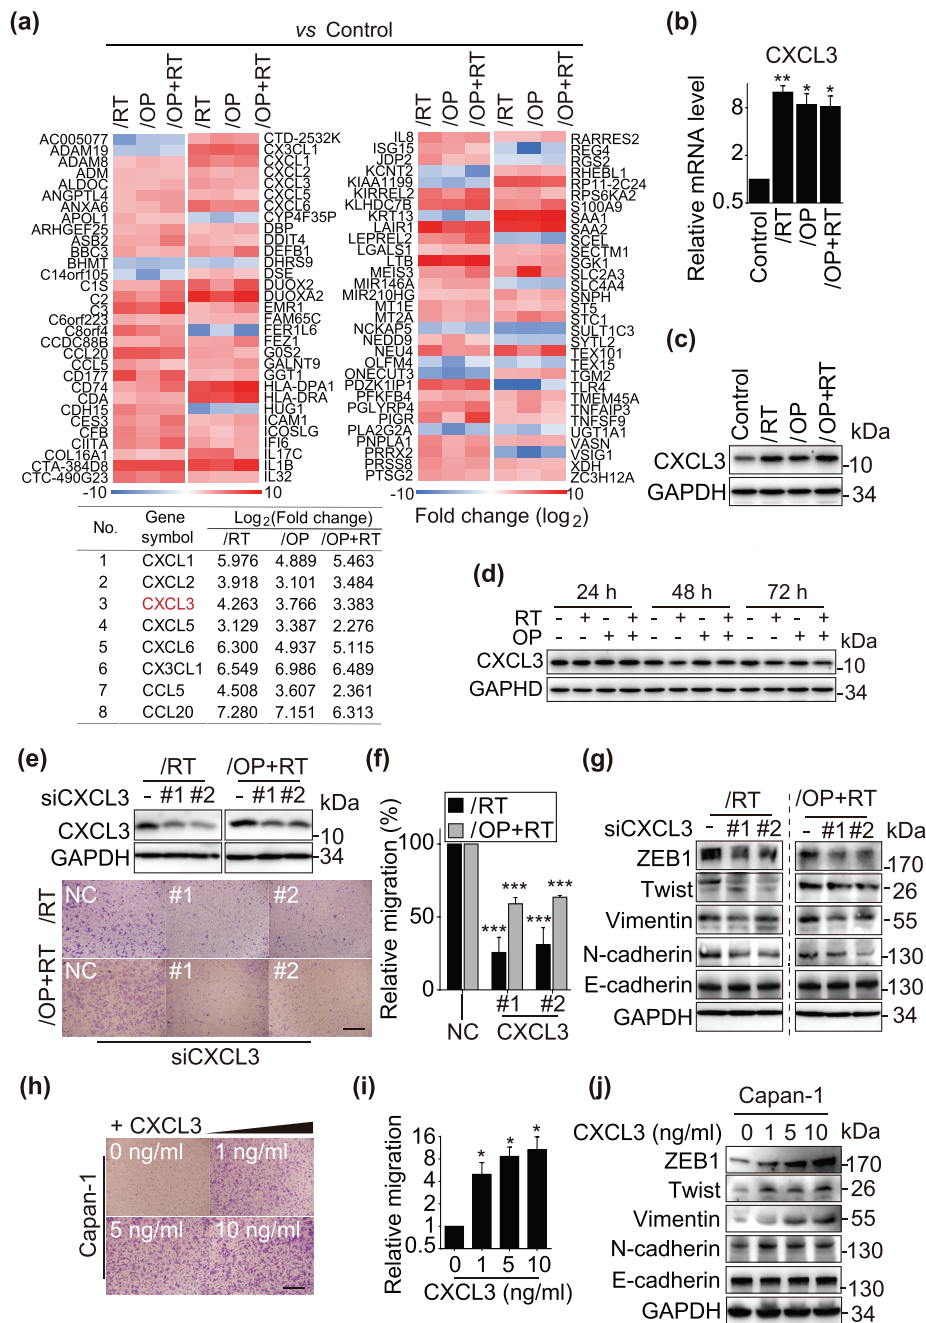 (a)
vs Control
/RT
/OP
/OP+RT
/RT
/OP
/OP+RT
AC005077
ADAM19
ADAM8
ADM
ALDOC
ANGPTL4
ANXA6
APOL1
ARHGEF25
ASB2
BBC3
BHMT
C14orf105
C1S
C2
C3
C6orf223
C8orf4
CCDC88B
CCL20
CCL5
CD177
CD74
CDA
CDH15
CES3
CFB
CIITA
COL16A1
CTA-384D8
CTC-490G23
CTD-2532K
CX3CL1
CXCL1
CXCL2
CXCL3
CXCL5
CXCL6
CYP4F35P
DBP
DDIT4
DEFB1
DHRS9
DSE
DUOX2
DUOXA2
EMR1
FAM65C
FER1L6
FEZ1
G0S2
GALNT9
GGT1
HLA-DPA1
HLA-DRA
HUG1
ICAM1
ICOSLG
IFI6
IL17C
IL1B
IL32
-10
10
/RT
/OP
/OP+RT
/RT
/OP
/OP+RT
IL8
ISG15
JDP2
KCNT2
KIAA1199
KIRREL2
KLHDC7B
KRT13
LAIR1
LEPREL2
LGALS1
LTB
MEIS3
MIR146A
MIR210HG
MT1E
MT2A
NCKAP5
NEDD9
NEU4
OLFM4
ONECUT3
PDZK1IP1
PFKFB4
PGLYRP4
PIGR
PLA2G2A
PNPLA1
PRRX2
PRSS8
PTSG2
RARRES2
REG4
RGS2
RHEBL1
RP11-2C24
RPS6KA2
S100A9
SAA1
SAA2
SCEL
SECTM1
SGK1
SLC2A3
SLC4A4
SNPH
ST5
STC1
SULT1C3
SYTL2
TEX101
TEX15
TGM2
TLR4
TMEM45A
TNFAIP3
TNFSF9
UGT1A1
VASN
VSIG1
XDH
ZC3H12A
-10
10
Fold change (log2)
No. Gene symbol Log2(Fold change)
/RT /OP /OP+RT
1 CXCL1 5.976 4.889 5.463
2 CXCL2 3.918 3.101 3.484
3 CXCL3 4.263 3.766 3.383
4 CXCL5 3.129 3.387 2.276
5 CXCL6 6.300 4.937 5.115
6 CX3CL1 6.549 6.986 6.489
7 CCL5 4.508 3.607 2.361
8 CCL20 7.280 7.151 6.313
(b)
CXCL3
Relative mRNA level
8
2
0.5
** * *
Control
/RT
/OP
/OP+RT
(c)
Control
/RT
/OP
/OP+RT
kDa
CXCL3 -10
GAPDH -34
(d)
24 h 48 h 72 h
RT - + - + - + - + - + - +
OP - - + + - - + + - - + +
kDa
CXCL3 -10
GAPHD -34
(e)
/RT /OP+RT
siCXCL3 - #1 #2 - #1 #2 kDa
CXCL3 10
GAPDH -34
/RT
NC #1 #2
/OP+RT
NC #1 #2
siCXCL3
(f)
Relative migration (%)
/RT
/OP+RT
100
50
0
*** *** *** ***
NC
#1 #2
CXCL3
(g)
/RT /OP+RT
siCXCL3 - #1 #2 - #1 #2 kDa
ZEB1 -170
Twist -26
Vimentin -55
N-cadherin -130
E-cadherin -130
GAPDH - 34
(h)
+ CXCL3
Capan-1
0 ng/ml 1 ng/ml
5 ng/ml 10 ng/ml
(i)
Relative migration
16
8
4
2
1
0.5
* * *
0 1 5 10
CXCL3 (ng/ml)
(j)
Capan-1
CXCL3 (ng/ml) 0 1 5 10 kDa
ZEB1 -170
Twist - 26
Vimentin - 55
N-cadherin -130
E-cadherin -130
GAPDH - 34